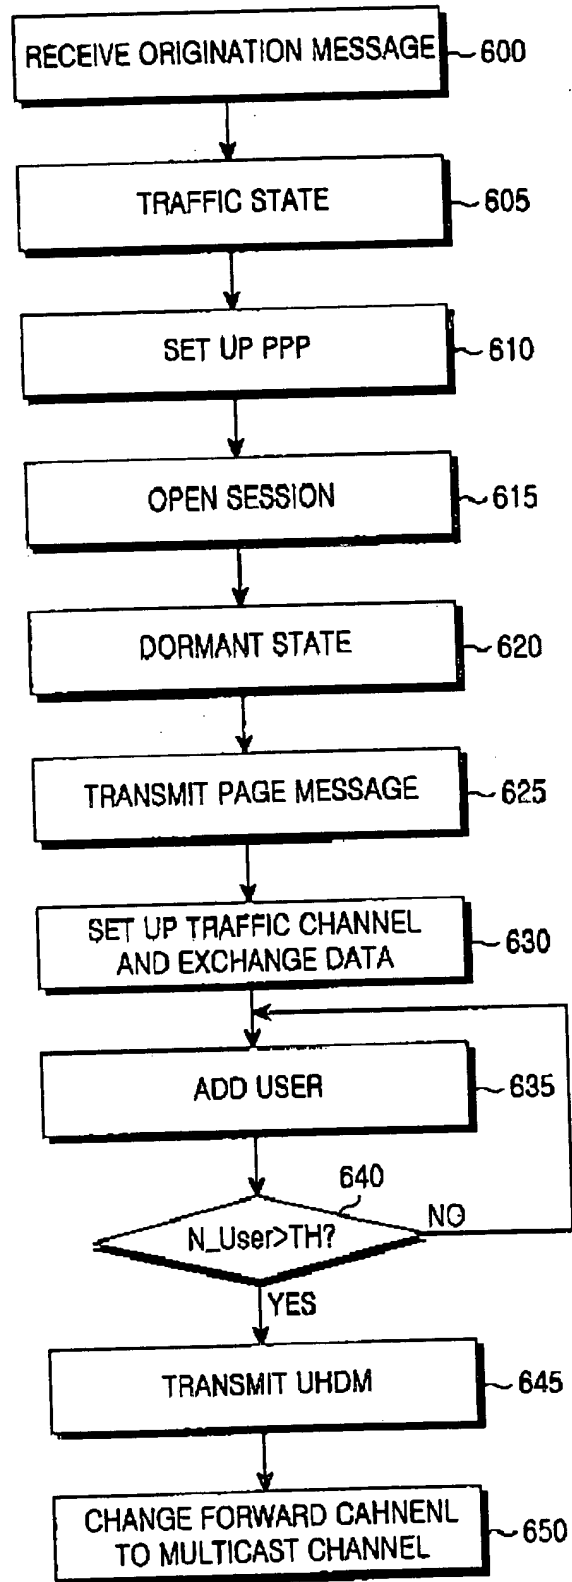 RECEIVE ORIGINATION MESSAGE 600
TRAFFIC STATE 605
SET UP PPP 610
OPEN SESSION 615
DORMANT STATE 620
TRANSMIT PAGE MESSAGE 625
SET UP TRAFFIC CHANNEL
AND EXCHANGE DATA 630
ADD USER 635
640
N_User>TH? NO
YES
TRANSMIT UHDM 645
CHANGE FORWARD CAHNENL
TO MULTICAST CHANNEL 650